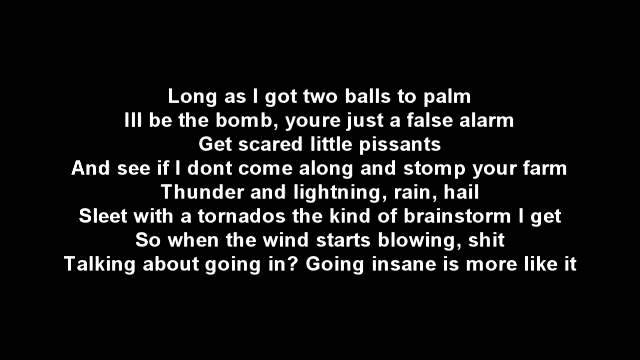 Long as I got two balls to palm
Ill be the bomb, youre just a false alarm
Get scared little pissants
And see if I dont come along and stomp your farm
Thunder and lightning, rain, hail
Sleet with a tornados the kind of brainstorm I get
So when the wind starts blowing, shit
Talking about going in? Going insane is more like it